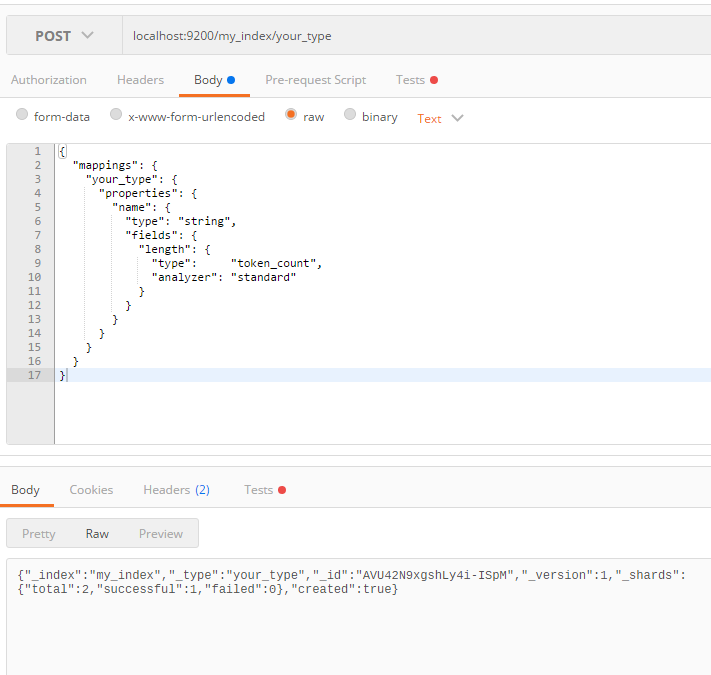 POST localhost:9200/my_index/your_type
Authorization Headers Body Pre-request Script Tests
form-data x-www-form-urlencoded raw binary Text
1 {
2 "mappings": {
3 "your_type": {
4 "properties": {
5 "name": {
6 "type": "string",
7 "fields": {
8 "length": {
9 "type":     "token_count",
10 "analyzer": "standard"
11 }
12 }
13 }
14 }
15 }
16 }
17 }
Body Cookies Headers (2) Tests
Pretty Raw Preview
{"_index":"my_index","_type":"your_type","_id":"AVU42N9xgshLy4i-ISpM","_version":1,"_shards":
{"total":2,"successful":1,"failed":0},"created":true}